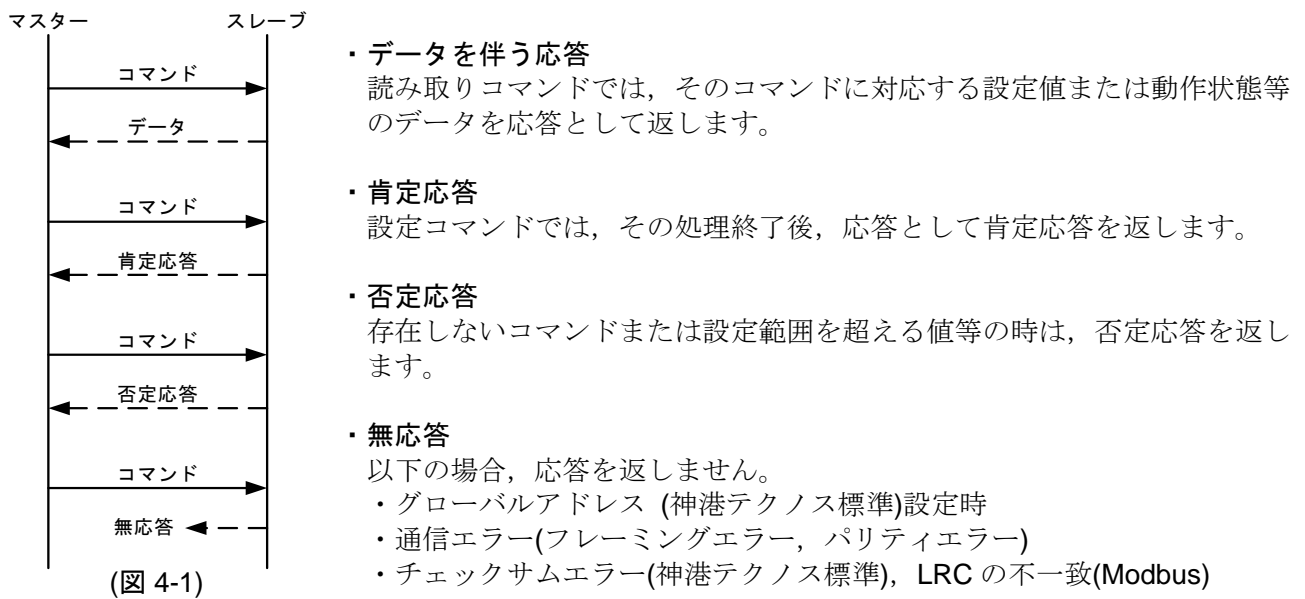 マスター スレーブ
コマンド
データ
コマンド
肯定応答
コマンド
否定応答
コマンド
無応答
(図 4-1)
・データを伴う応答
読み取りコマンドでは，そのコマンドに対応する設定値または動作状態等
のデータを応答として返します。
・肯定応答
設定コマンドでは，その処理終了後，応答として肯定応答を返します。
・否定応答
存在しないコマンドまたは設定範囲を超える値等の時は，否定応答を返し
ます。
・無応答
以下の場合，応答を返しません。
・グローバルアドレス (神港テクノス標準)設定時
・通信エラー(フレーミングエラー，パリティエラー)
・チェックサムエラー(神港テクノス標準)，LRC の不一致(Modbus)